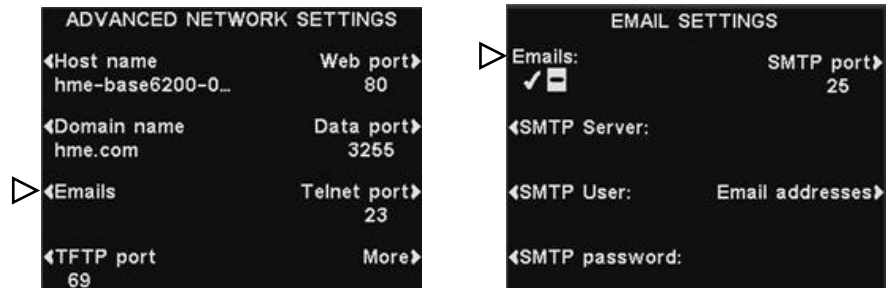 ADVANCED NETWORK SETTINGS
Host name Web port
hme-base6200-0... 80
Domain name Data port
hme.com 3255
Emails Telnet port
23
TFTP port More
69
EMAIL SETTINGS
Emails: SMTP port
✓ − 25
SMTP Server:
SMTP User: Email addresses
SMTP password: